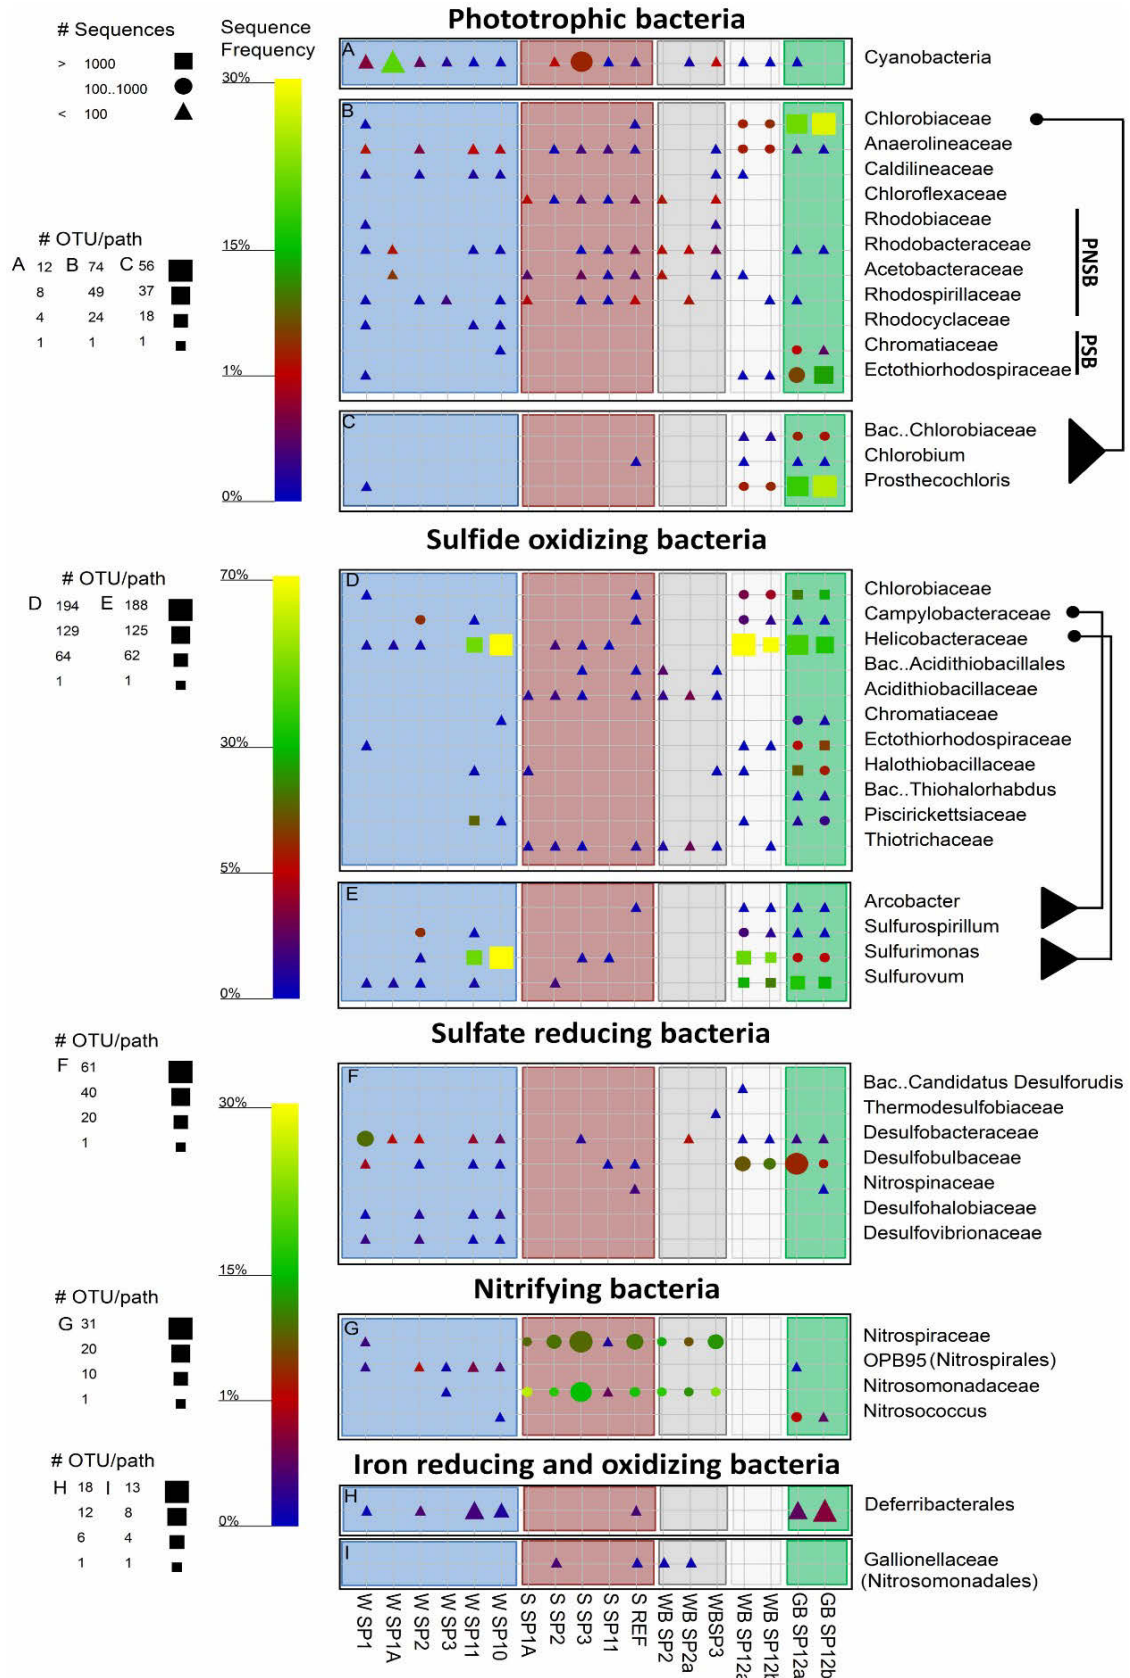 Phototrophic bacteria
# Sequences
> 1000
100..1000
< 100
Sequence
Frequency
30%
15%
1%
0%
# OTU/path
A 12 B 74 C 56
8 49 37
4 24 18
1 1 1
A
Cyanobacteria
B
Chlorobiaceae
Anaerolineaceae
Caldilineaceae
Chloroflexaceae
Rhodobiaceae
Rhodobacteraceae
Acetobacteraceae
Rhodospirillaceae
Rhodocyclaceae
Chromatiaceae
Ectothiorhodospiraceae
PNSB
PSB
C
Bac..Chlorobiaceae
Chlorobium
Prosthecochloris
Sulfide oxidizing bacteria
# OTU/path
D 194 E 188
129 125
64 62
1 1
70%
30%
5%
0%
D
Chlorobiaceae
Campylobacteraceae
Helicobacteraceae
Bac..Acidithiobacillales
Acidithiobacillaceae
Chromatiaceae
Ectothiorhodospiraceae
Halothiobacillaceae
Bac..Thiohalorhabdus
Piscirickettsiaceae
Thiotrichaceae
E
Arcobacter
Sulfurospirillum
Sulfurimonas
Sulfurovum
Sulfate reducing bacteria
# OTU/path
F 61
40
20
1
30%
15%
1%
0%
F
Bac..Candidatus Desulforudis
Thermodesulfobiaceae
Desulfobacteraceae
Desulfobulbaceae
Nitrospinaceae
Desulfohalobiaceae
Desulfovibrionaceae
Nitrifying bacteria
# OTU/path
G 31
20
10
1
G
Nitrospiraceae
OPB95 (Nitrospirales)
Nitrosomonadaceae
Nitrosococcus
Iron reducing and oxidizing bacteria
# OTU/path
H 18 I 13
12 8
6 4
1 1
H
Deferribacterales
I
Gallionellaceae
(Nitrosomonadales)
W SP1
W SP1A
W SP2
W SP3
W SP11
W SP10
S SP1A
S SP2
S SP3
S SP11
S REF
WB SP2
WB SP2a
WBSP3
WB SP12a
WB SP12b
GB SP12a
GB SP12b